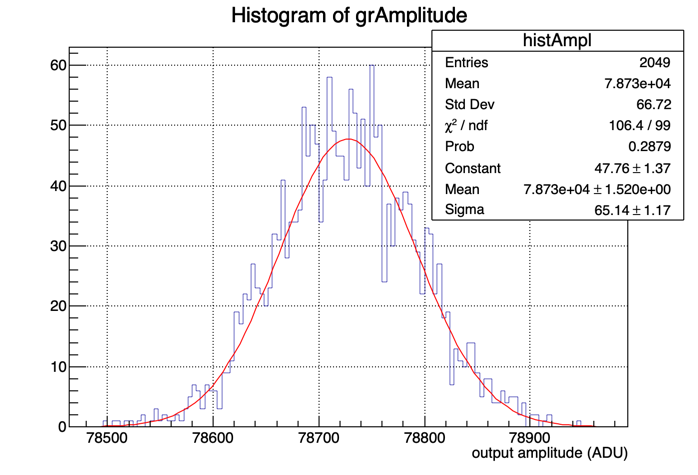 Histogram of grAmplitude
histAmpl
Entries 2049
Mean 7.873e+04
Std Dev 66.72
χ² / ndf 106.4 / 99
Prob 0.2879
Constant 47.76 ± 1.37
Mean 7.873e+04 ± 1.520e+00
Sigma 65.14 ± 1.17
60
50
40
30
20
10
0
78500 78600 78700 78800 78900
output amplitude (ADU)